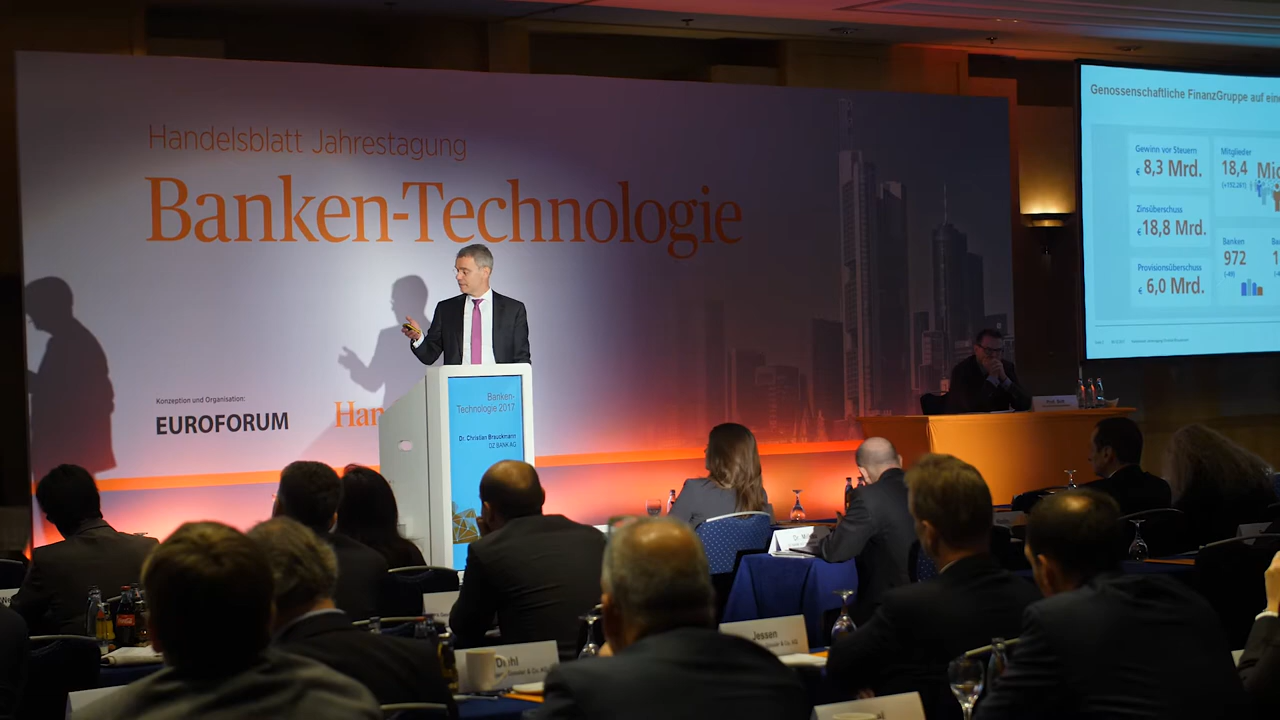 Handelsblatt Jahrestagung
Banken-Technologie
Konzeption und Organisation:
EUROFORUM
Han
Banken-
Technologie 2017
Dr. Christian Brauckmann
DZ BANK AG
Genossenschaftliche FinanzGruppe auf eine
Gewinn vor Steuern
€ 8,3 Mrd.
Mitglieder
18,4 Mio
Zinsüberschuss
€ 18,8 Mrd.
Banken
972
Provisionsüberschuss
€ 6,0 Mrd.
Jessen